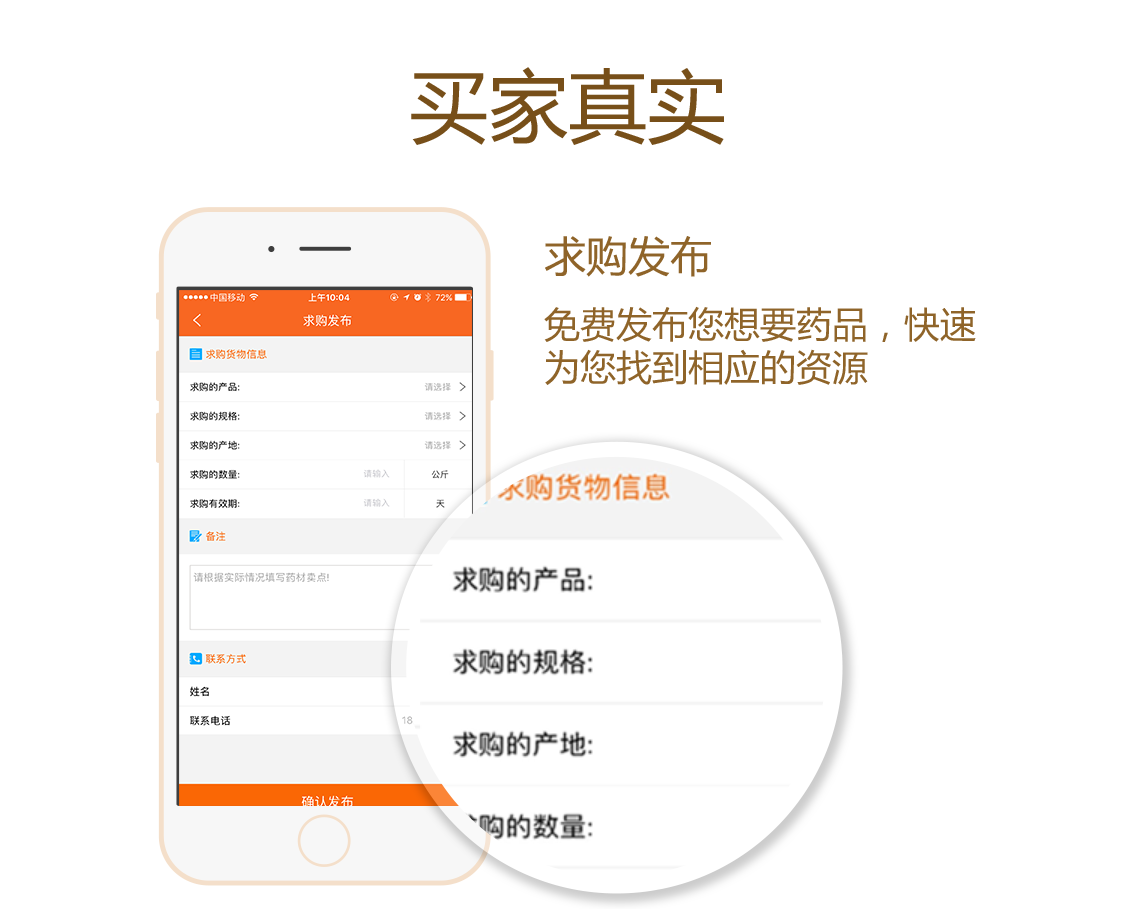 买家真实
求购发布
免费发布您想要药品，快速
为您找到相应的资源
中国移动 上午10:04 72%
求购发布
求购货物信息
求购的产品: 请选择
求购的规格: 请选择
求购的产地: 请选择
求购的数量: 请输入 公斤
求购有效期: 请输入 天
备注
请根据实际情况填写药材卖点!
联系方式
姓名
联系电话 18
确认发布
求购货物信息
求购的产品:
求购的规格:
求购的产地:
求购的数量: